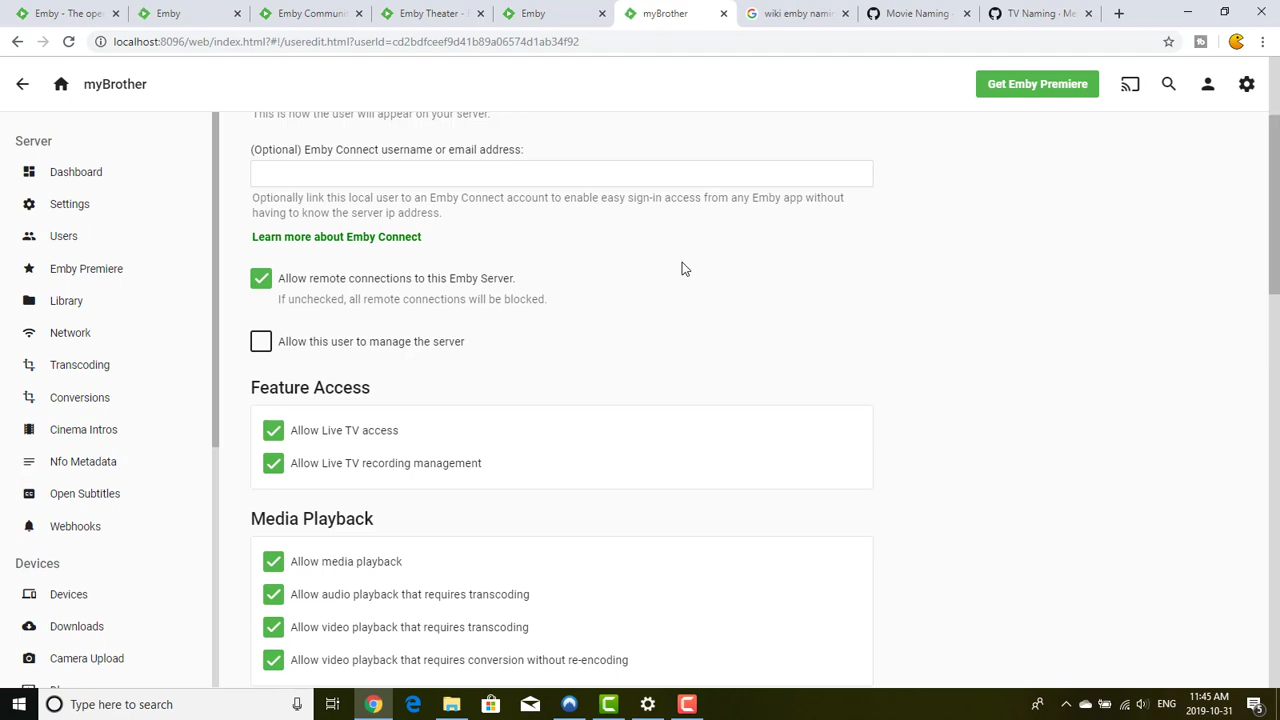 Emby - The open
Emby
Emby Communi
Emby Theater -
Emby
myBrother
wiki emby nami
Movie Naming ·
TV Naming · Me
localhost:8096/web/index.html?#!/useredit.html?userId=cd2bdfceef9d41b89a06574d1ab34f92
myBrother
Get Emby Premiere
Server
Dashboard
Settings
Users
Emby Premiere
Library
Network
Transcoding
Conversions
Cinema Intros
Nfo Metadata
Open Subtitles
Webhooks
Devices
Devices
Downloads
Camera Upload
This is how the user will appear on your server.
(Optional) Emby Connect username or email address:
Optionally link this local user to an Emby Connect account to enable easy sign-in access from any Emby app without
having to know the server ip address.
Learn more about Emby Connect
Allow remote connections to this Emby Server.
If unchecked, all remote connections will be blocked.
Allow this user to manage the server
Feature Access
Allow Live TV access
Allow Live TV recording management
Media Playback
Allow media playback
Allow audio playback that requires transcoding
Allow video playback that requires transcoding
Allow video playback that requires conversion without re-encoding
Type here to search
ENG
11:45 AM
2019-10-31
5